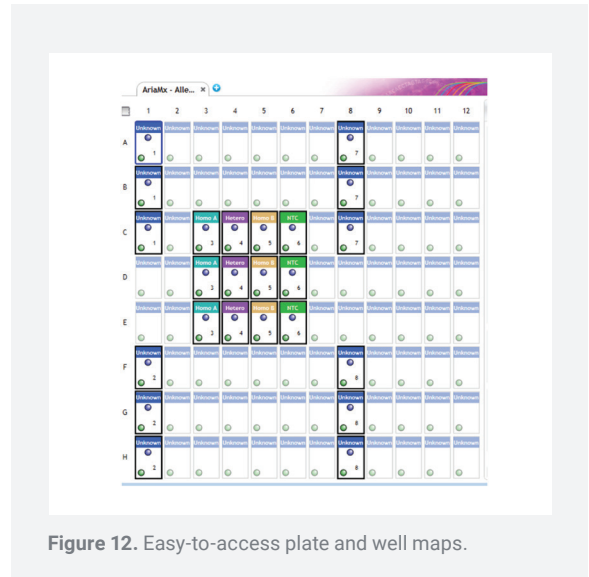 AriaMx - Alle...
1 2 3 4 5 6 7 8 9 10 11 12
Unknown Unknown Unknown Unknown Unknown Unknown Unknown Unknown Unknown Unknown Unknown Unknown
A
1 7
Unknown Unknown Unknown Unknown Unknown Unknown Unknown Unknown Unknown Unknown Unknown Unknown
B
1 7
Unknown Unknown Homo A Hetero Homo B NTC Unknown Unknown Unknown Unknown Unknown Unknown
C
1 3 4 5 6 7
Unknown Unknown Homo A Hetero Homo B NTC Unknown Unknown Unknown Unknown Unknown Unknown
D
3 4 5 6
Unknown Unknown Homo A Hetero Homo B NTC Unknown Unknown Unknown Unknown Unknown Unknown
E
3 4 5 6
Unknown Unknown Unknown Unknown Unknown Unknown Unknown Unknown Unknown Unknown Unknown Unknown
F
2 8
Unknown Unknown Unknown Unknown Unknown Unknown Unknown Unknown Unknown Unknown Unknown Unknown
G
2 8
Unknown Unknown Unknown Unknown Unknown Unknown Unknown Unknown Unknown Unknown Unknown Unknown
H
2 8
Figure 12. Easy-to-access plate and well maps.